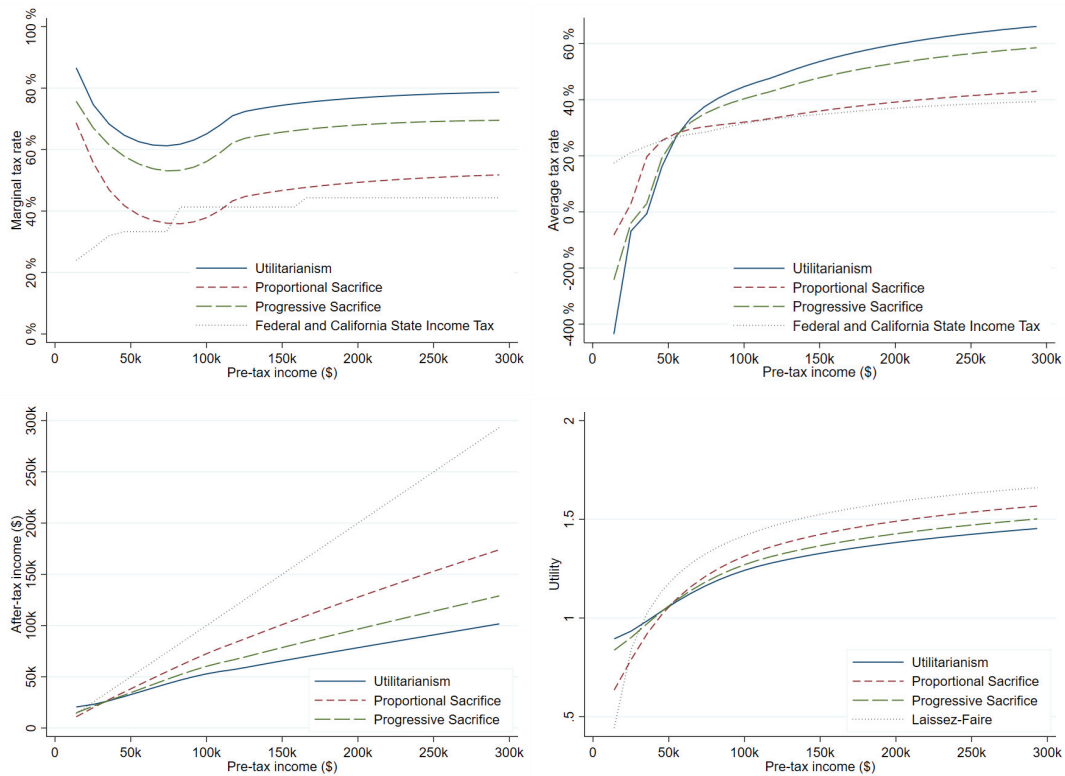 Marginal tax rate
100 %
80 %
60 %
40 %
20 %
0 %
Utilitarianism
Proportional Sacrifice
Progressive Sacrifice
Federal and California State Income Tax
0 50k 100k 150k 200k 250k 300k
Pre-tax income ($)
Average tax rate
60 %
40 %
20 %
0 %
-200 %
-400 %
Utilitarianism
Proportional Sacrifice
Progressive Sacrifice
Federal and California State Income Tax
0 50k 100k 150k 200k 250k 300k
Pre-tax income ($)
After-tax income ($)
300k
250k
200k
150k
100k
50k
0
Utilitarianism
Proportional Sacrifice
Progressive Sacrifice
0 50k 100k 150k 200k 250k 300k
Pre-tax income ($)
Utility
2
1.5
1
.5
Utilitarianism
Proportional Sacrifice
Progressive Sacrifice
Laissez-Faire
0 50k 100k 150k 200k 250k 300k
Pre-tax income ($)